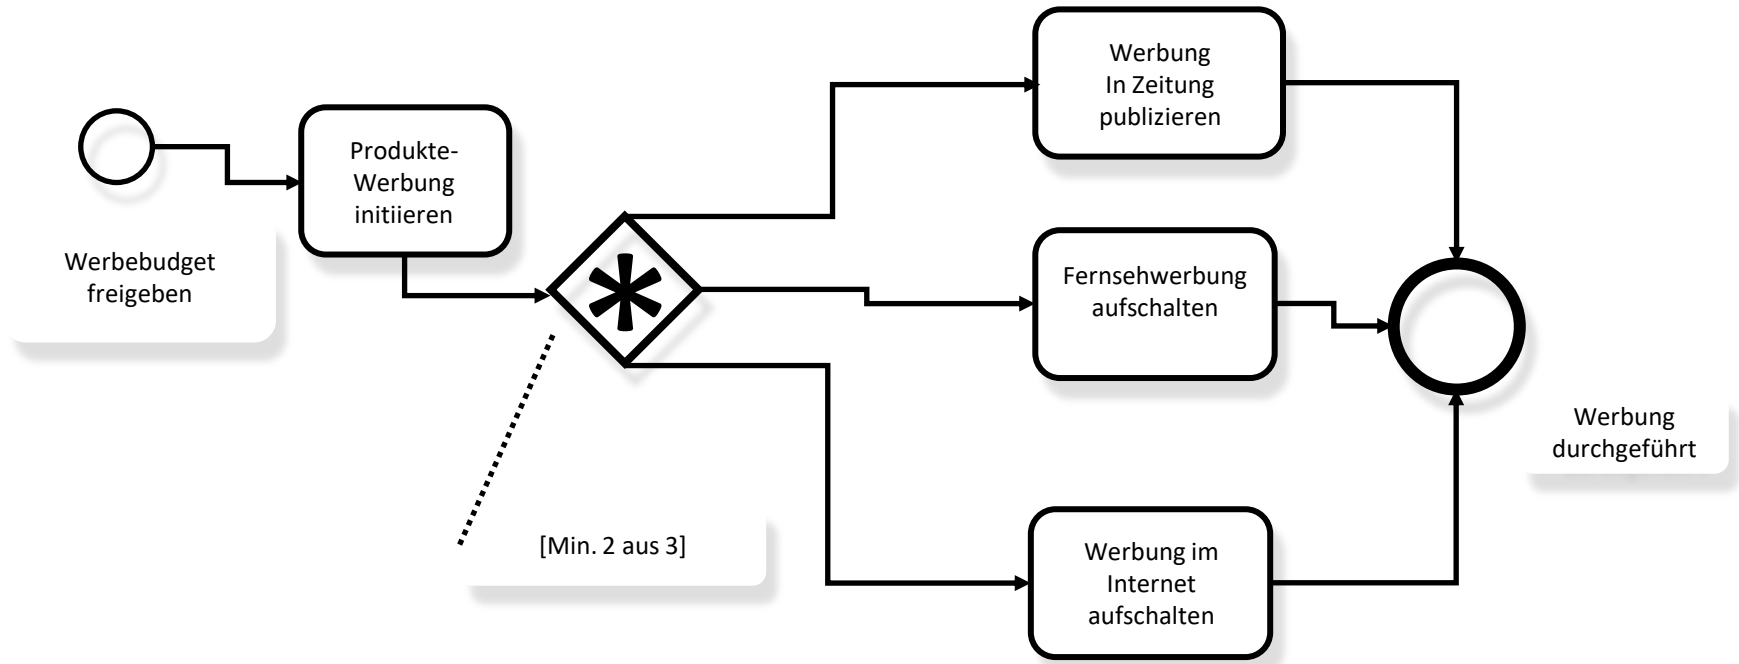 Werbebudget
freigeben
Produkte-
Werbung
initiieren
[Min. 2 aus 3]
Werbung
In Zeitung
publizieren
Fernsehwerbung
aufschalten
Werbung im
Internet
aufschalten
Werbung
durchgeführt